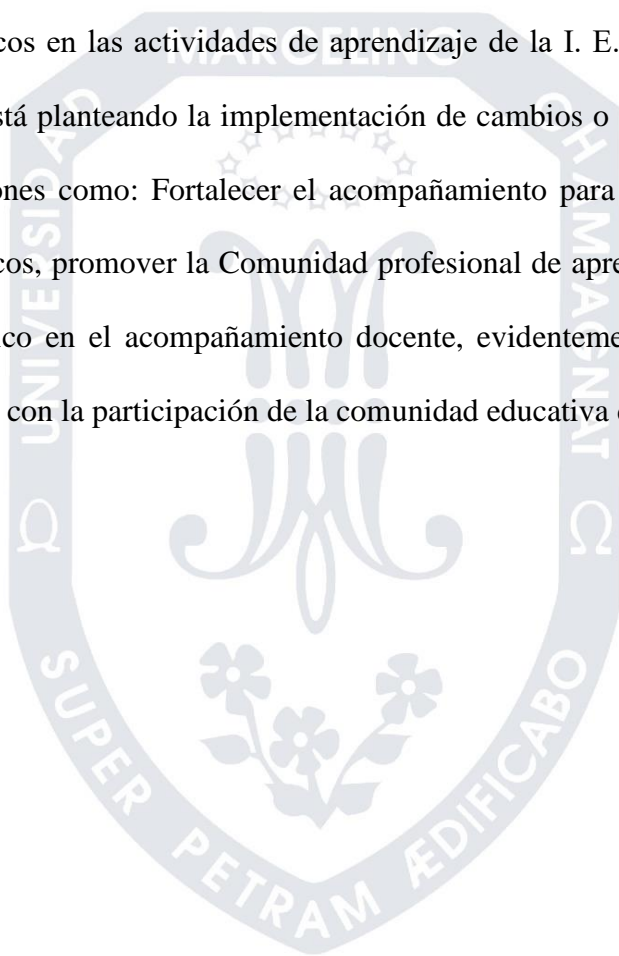 cos en las actividades de aprendizaje de la I. E.
stá planteando la implementación de cambios o
ones como: Fortalecer el acompañamiento para
cos, promover la Comunidad profesional de apre
ico en el acompañamiento docente, evidenteme
con la participación de la comunidad educativa
UNIVERSIDAD MARCELINO CHAMPAGNAT
SUPER PETRAM ÆDIFICABO